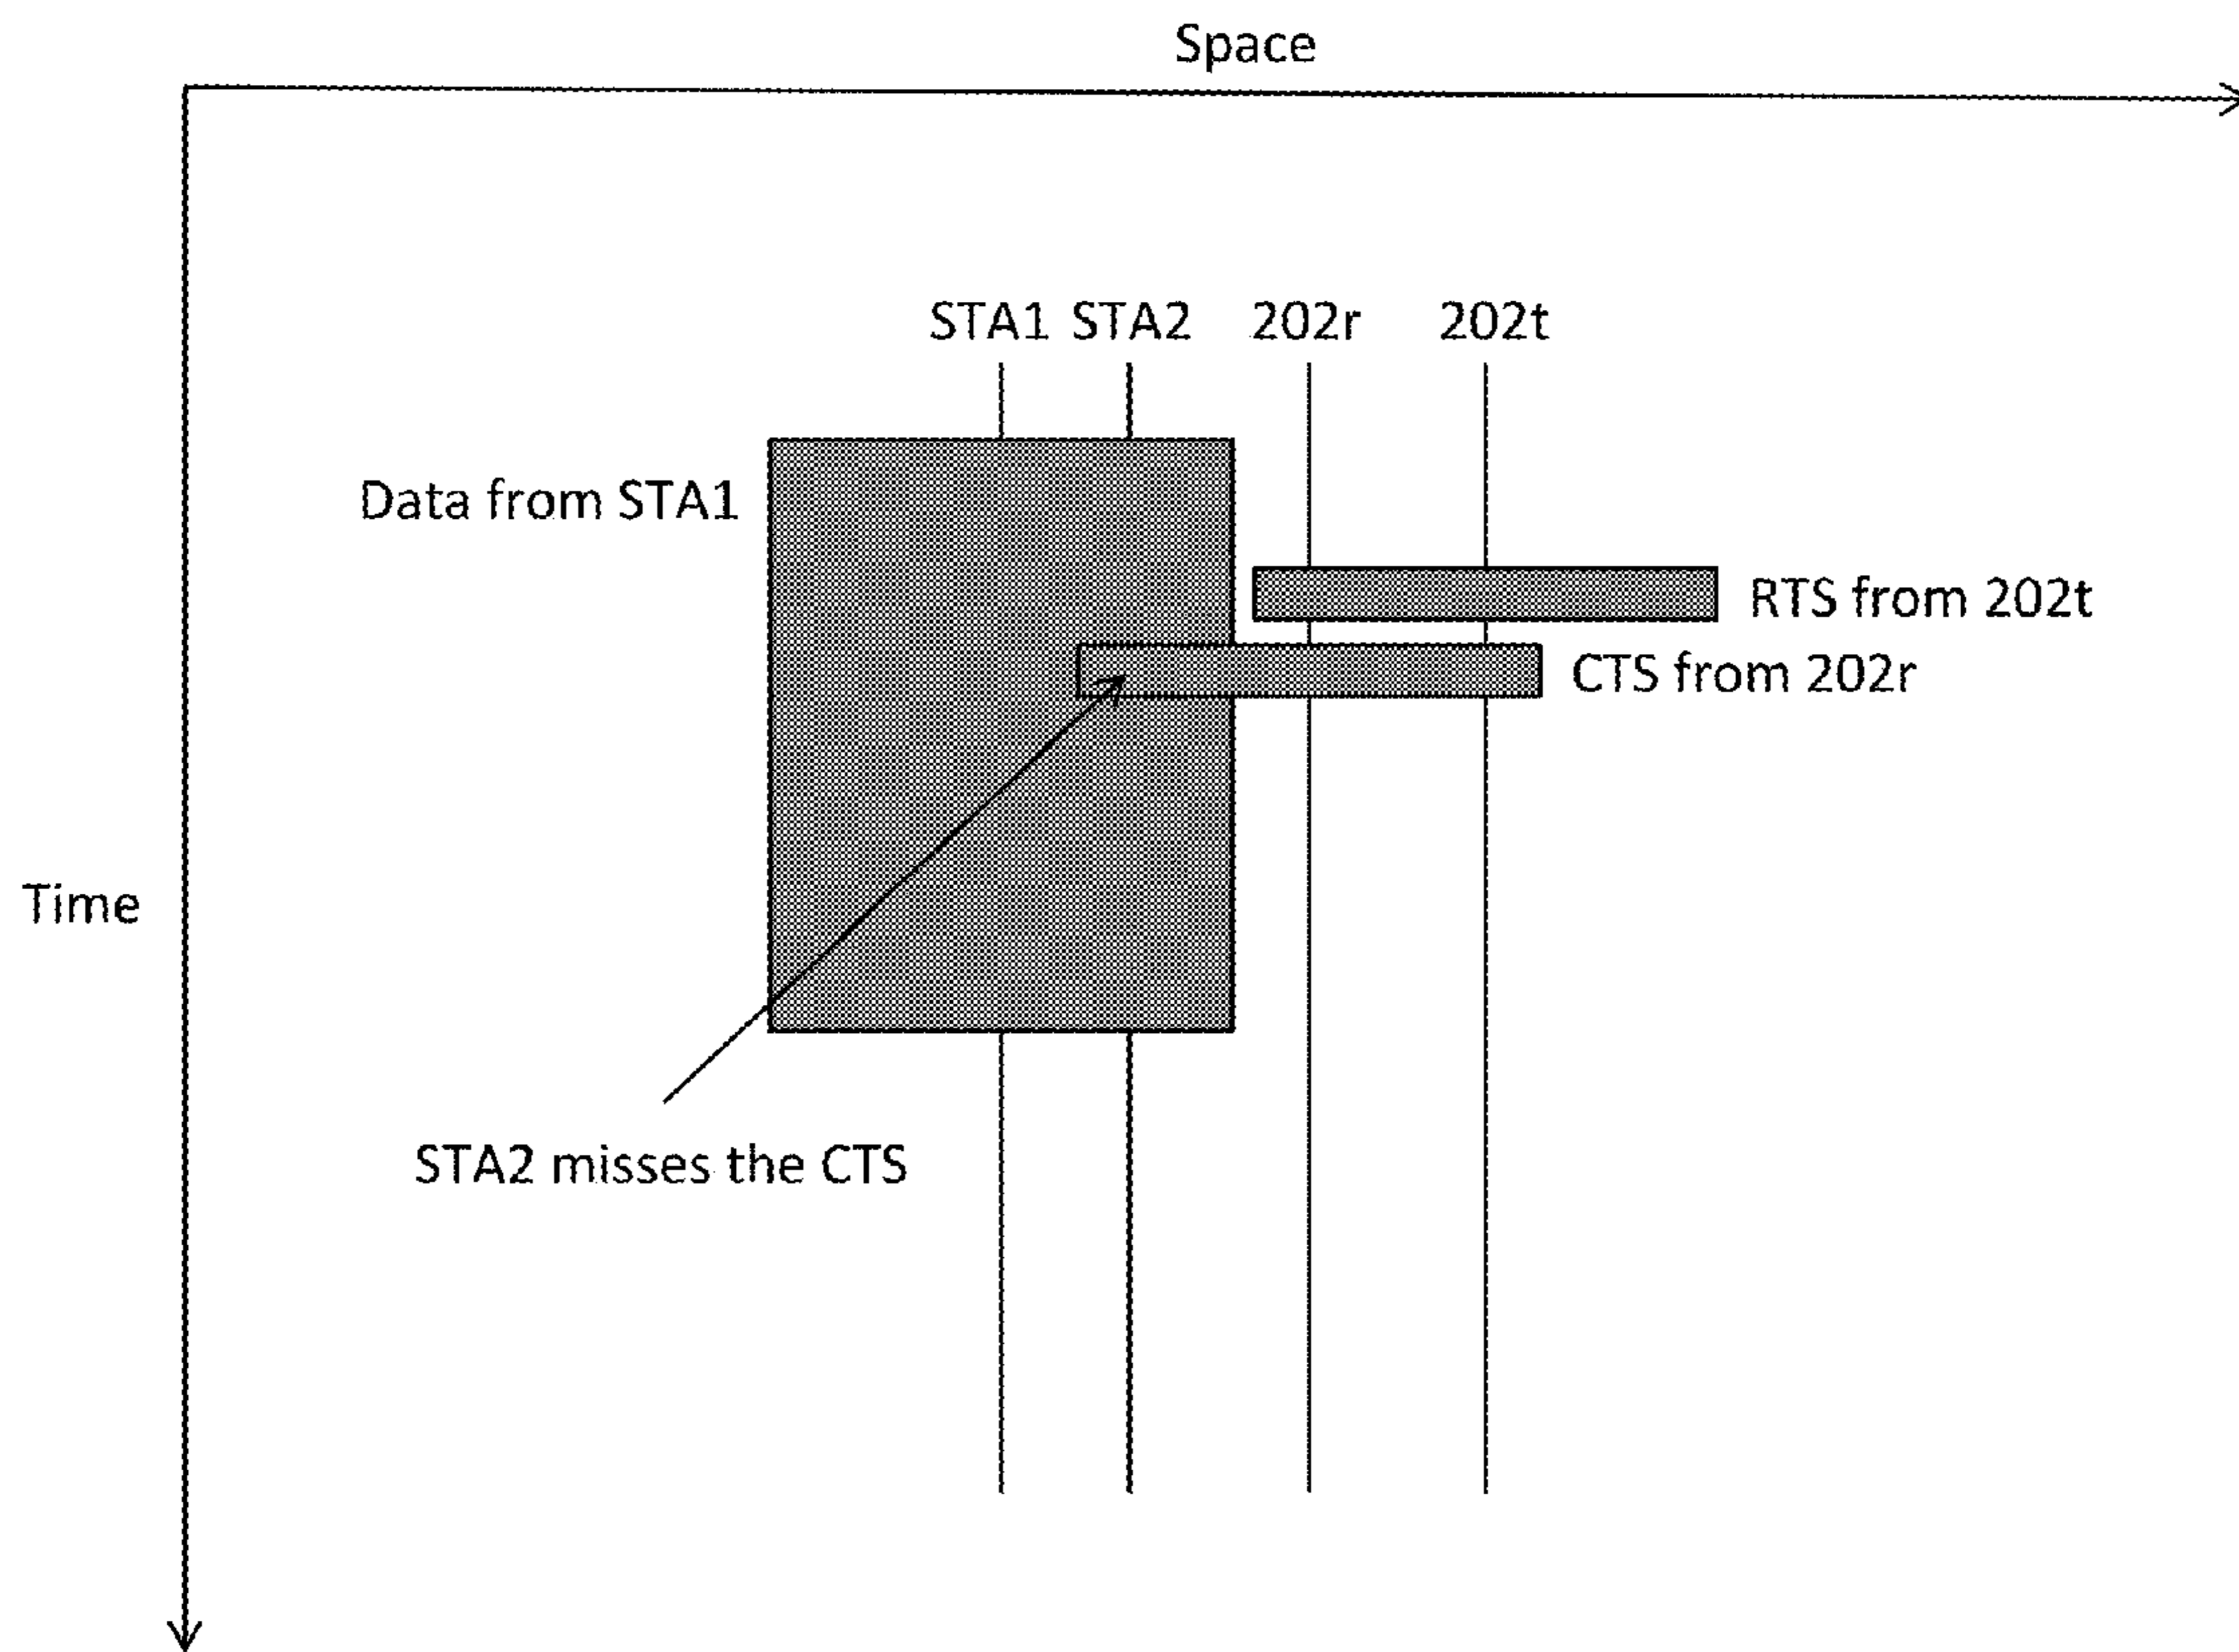 Space
STA1 STA2 202r 202t
Data from STA1
RTS from 202t
CTS from 202r
Time
STA2 misses the CTS